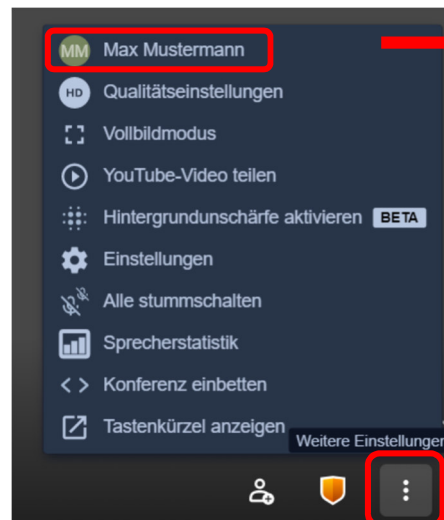 MM Max Mustermann
HD Qualitätseinstellungen
Vollbildmodus
YouTube-Video teilen
Hintergrundunschärfe aktivieren BETA
Einstellungen
Alle stummschalten
Sprecherstatistik
Konferenz einbetten
Tastenkürzel anzeigen
Weitere Einstellungen